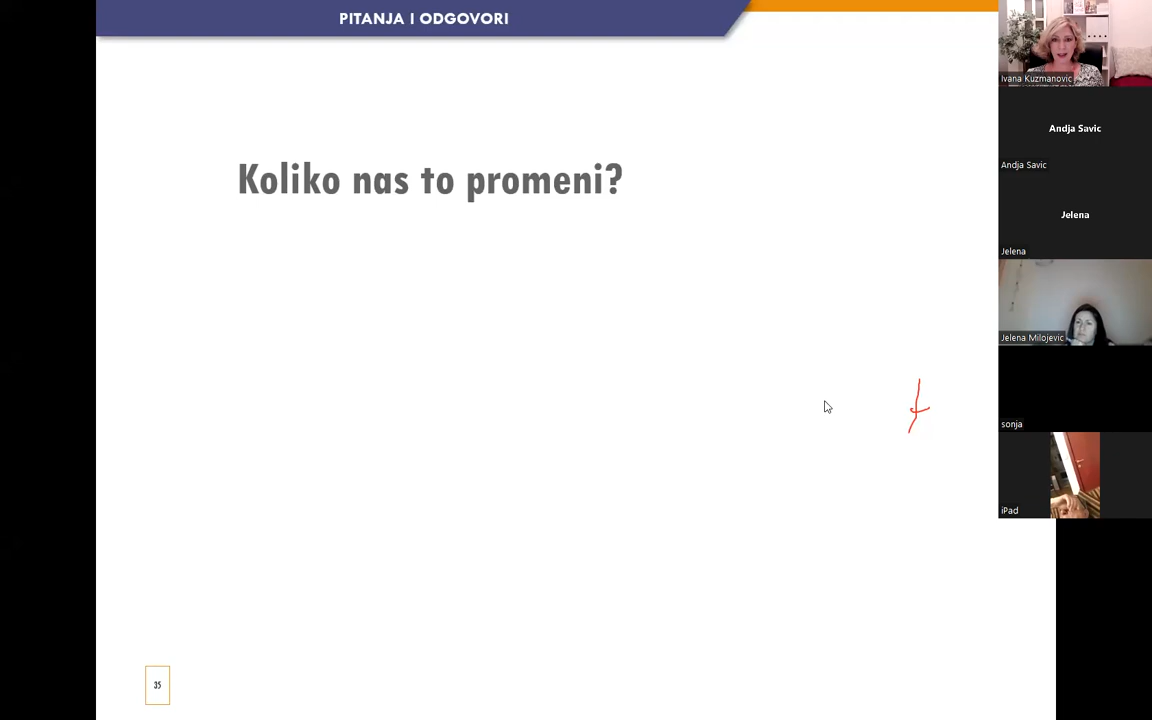 PITANJA I ODGOVORI
Koliko nas to promeni?
35
Ivana Kuzmanovic
Andja Savic
Andja Savic
Jelena
Jelena
Jelena Milojevic
sonja
iPad